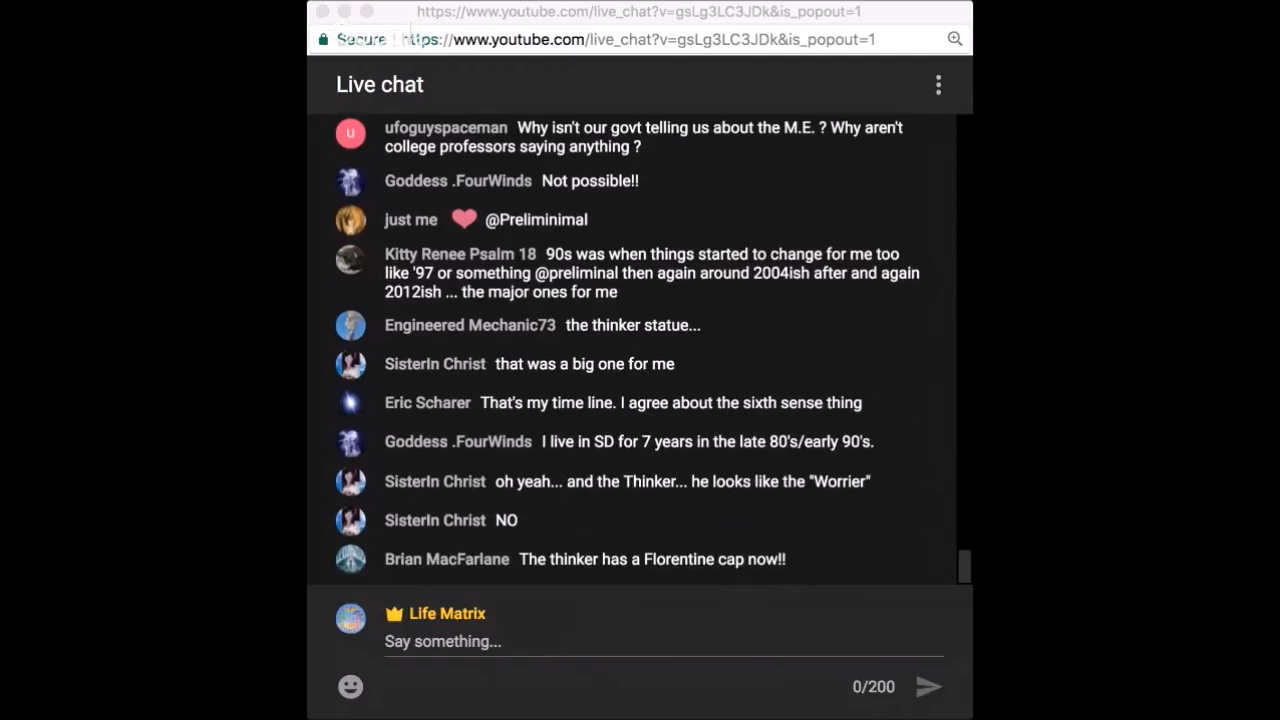 https://www.youtube.com/live_chat?v=gsLg3LC3JDk&is_popout=1
Secure https://www.youtube.com/live_chat?v=gsLg3LC3JDk&is_popout=1
Live chat
U
ufoguyspaceman Why isn't our govt telling us about the M.E. ? Why aren't
college professors saying anything ?
Goddess .FourWinds Not possible!!
just me @Preliminimal
Kitty Renee Psalm 18 90s was when things started to change for me too
like '97 or something @preliminal then again around 2004ish after and again
2012ish ... the major ones for me
Engineered Mechanic73 the thinker statue...
SisterIn Christ that was a big one for me
Eric Scharer That's my time line. I agree about the sixth sense thing
Goddess .FourWinds I live in SD for 7 years in the late 80's/early 90's.
SisterIn Christ oh yeah... and the Thinker... he looks like the "Worrier"
SisterIn Christ NO
Brian MacFarlane The thinker has a Florentine cap now!!
Life Matrix
Say something...
0/200